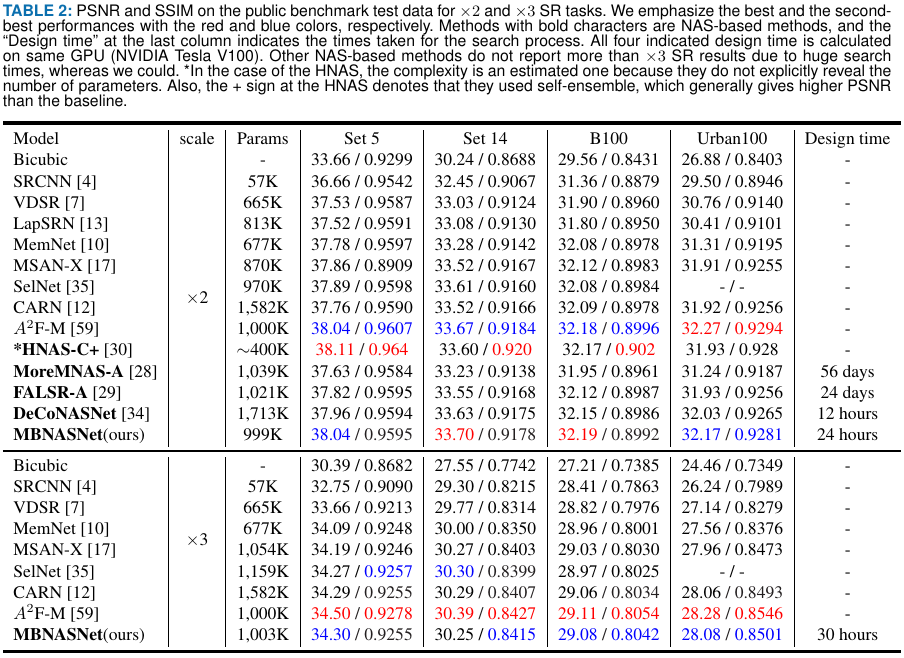 TABLE 2: PSNR and SSIM on the public benchmark test data for ×2 and ×3 SR tasks. We emphasize the best and the second-
best performances with the red and blue colors, respectively. Methods with bold characters are NAS-based methods, and the
“Design time” at the last column indicates the times taken for the search process. All four indicated design time is calculated
on same GPU (NVIDIA Tesla V100). Other NAS-based methods do not report more than ×3 SR results due to huge search
times, whereas we could. *In the case of the HNAS, the complexity is an estimated one because they do not explicitly reveal the
number of parameters. Also, the + sign at the HNAS denotes that they used self-ensemble, which generally gives higher PSNR
than the baseline.
Model scale Params Set 5 Set 14 B100 Urban100 Design time
Bicubic - 33.66 / 0.9299 30.24 / 0.8688 29.56 / 0.8431 26.88 / 0.8403 -
SRCNN [4] 57K 36.66 / 0.9542 32.45 / 0.9067 31.36 / 0.8879 29.50 / 0.8946 -
VDSR [7] 665K 37.53 / 0.9587 33.03 / 0.9124 31.90 / 0.8960 30.76 / 0.9140 -
LapSRN [13] 813K 37.52 / 0.9591 33.08 / 0.9130 31.80 / 0.8950 30.41 / 0.9101 -
MemNet [10] 677K 37.78 / 0.9597 33.28 / 0.9142 32.08 / 0.8978 31.31 / 0.9195 -
MSAN-X [17] 870K 37.86 / 0.8909 33.52 / 0.9167 32.12 / 0.8983 31.91 / 0.9255 -
SelNet [35] 970K 37.89 / 0.9598 33.61 / 0.9160 32.08 / 0.8984 - / - -
×2
CARN [12] 1,582K 37.76 / 0.9590 33.52 / 0.9166 32.09 / 0.8978 31.92 / 0.9256 -
A²F-M [59] 1,000K 38.04 / 0.9607 33.67 / 0.9184 32.18 / 0.8996 32.27 / 0.9294 -
*HNAS-C+ [30] ∼400K 38.11 / 0.964 33.60 / 0.920 32.17 / 0.902 31.93 / 0.928 -
MoreMNAS-A [28] 1,039K 37.63 / 0.9584 33.23 / 0.9138 31.95 / 0.8961 31.24 / 0.9187 56 days
FALSR-A [29] 1,021K 37.82 / 0.9595 33.55 / 0.9168 32.12 / 0.8987 31.93 / 0.9256 24 days
DeCoNASNet [34] 1,713K 37.96 / 0.9594 33.63 / 0.9175 32.15 / 0.8986 32.03 / 0.9265 12 hours
MBNASNet(ours) 999K 38.04 / 0.9595 33.70 / 0.9178 32.19 / 0.8992 32.17 / 0.9281 24 hours
Bicubic - 30.39 / 0.8682 27.55 / 0.7742 27.21 / 0.7385 24.46 / 0.7349 -
SRCNN [4] 57K 32.75 / 0.9090 29.30 / 0.8215 28.41 / 0.7863 26.24 / 0.7989 -
VDSR [7] 665K 33.66 / 0.9213 29.77 / 0.8314 28.82 / 0.7976 27.14 / 0.8279 -
MemNet [10] 677K 34.09 / 0.9248 30.00 / 0.8350 28.96 / 0.8001 27.56 / 0.8376 -
×3
MSAN-X [17] 1,054K 34.19 / 0.9246 30.27 / 0.8403 29.03 / 0.8030 27.96 / 0.8473 -
SelNet [35] 1,159K 34.27 / 0.9257 30.30 / 0.8399 28.97 / 0.8025 - / - -
CARN [12] 1,582K 34.29 / 0.9255 30.29 / 0.8407 29.06 / 0.8034 28.06 / 0.8493 -
A²F-M [59] 1,000K 34.50 / 0.9278 30.39 / 0.8427 29.11 / 0.8054 28.28 / 0.8546 -
MBNASNet(ours) 1,003K 34.30 / 0.9255 30.25 / 0.8415 29.08 / 0.8042 28.08 / 0.8501 30 hours